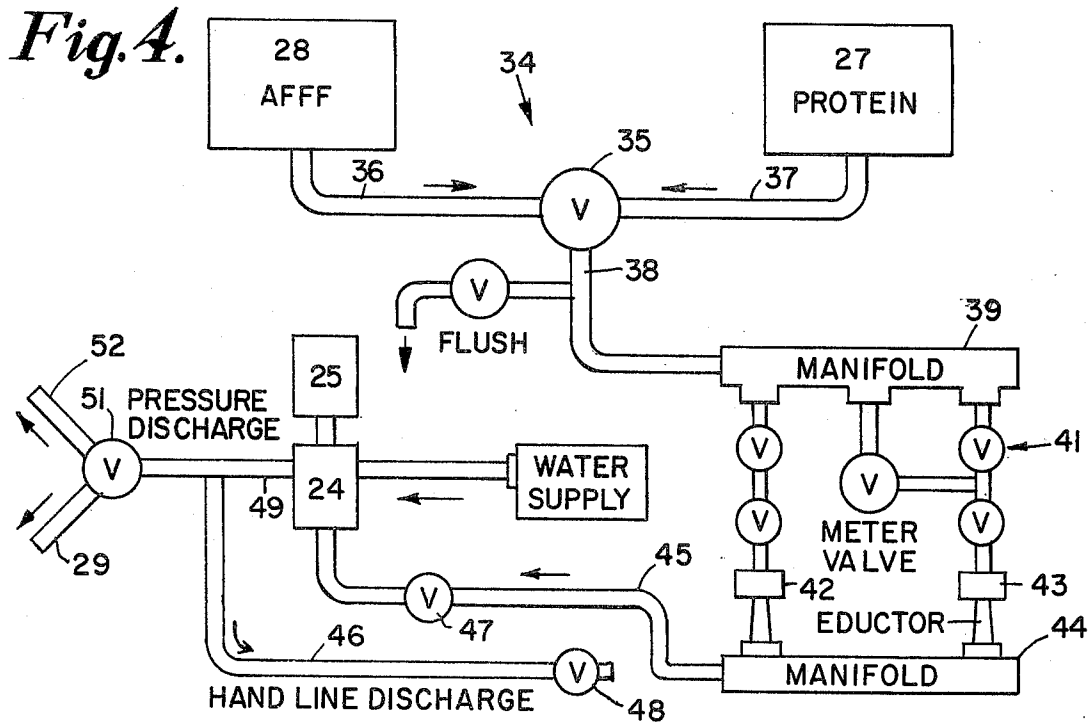 Fig. 4.
28
AFFF
34
27
PROTEIN
35
36
37
V
38
V
FLUSH
39
MANIFOLD
52
51
PRESSURE
DISCHARGE
25
V
V
41
V
24
WATER
SUPPLY
V
49
V
V
METER
VALVE
29
45
42
43
V
47
EDUCTOR
44
46
MANIFOLD
V
HAND LINE DISCHARGE
48